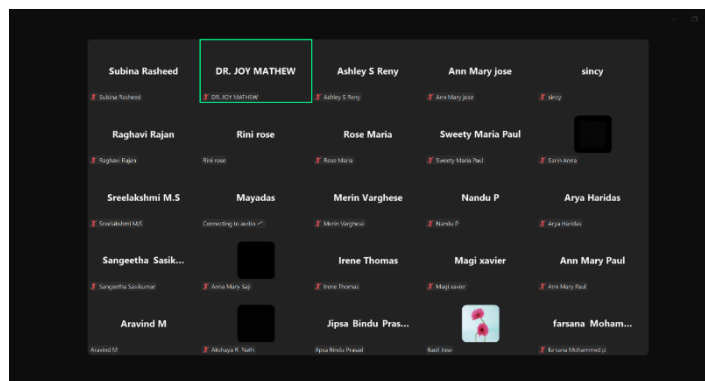 Subina Rasheed DR. JOY MATHEW Ashley S Reny Ann Mary jose sincy
Subina Rasheed DR. JOY MATHEW Ashley S Reny Ann Mary jose sincy
Raghavi Rajan Rini rose Rose Maria Sweety Maria Paul
Raghavi Rajan Rini rose Rose Maria Sweety Maria Paul Sarin Anna
Sreelakshmi M.S Mayadas Merin Varghese Nandu P Arya Haridas
Sreelakshmi M.S Connecting to audio Merin Varghese Nandu P Arya Haridas
Sangeetha Sasik... Irene Thomas Magi xavier Ann Mary Paul
Sangeetha Sasikumar Anna Mary Saji Irene Thomas Magi xavier Ann Mary Paul
Aravind M Jipsa Bindu Pras... farsana Moham...
Aravind M Akshaya R Nath Jipsa Bindu Prasad Basil Jose farsana Mohammed p